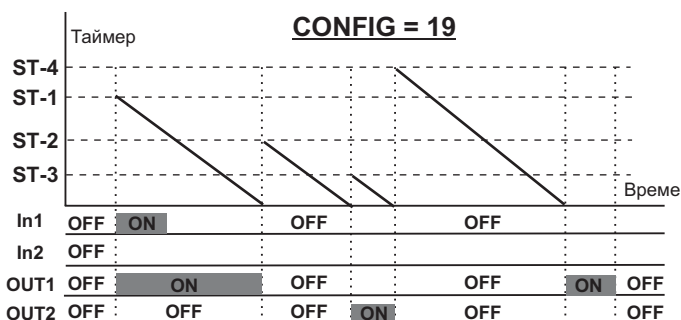 CONFIG = 19
Таймер
ST-4
ST-1
ST-2
ST-3
Време
In1 OFF ON OFF OFF
In2 OFF
OUT1 OFF ON OFF OFF ON OFF
OUT2 OFF OFF OFF ON OFF OFF